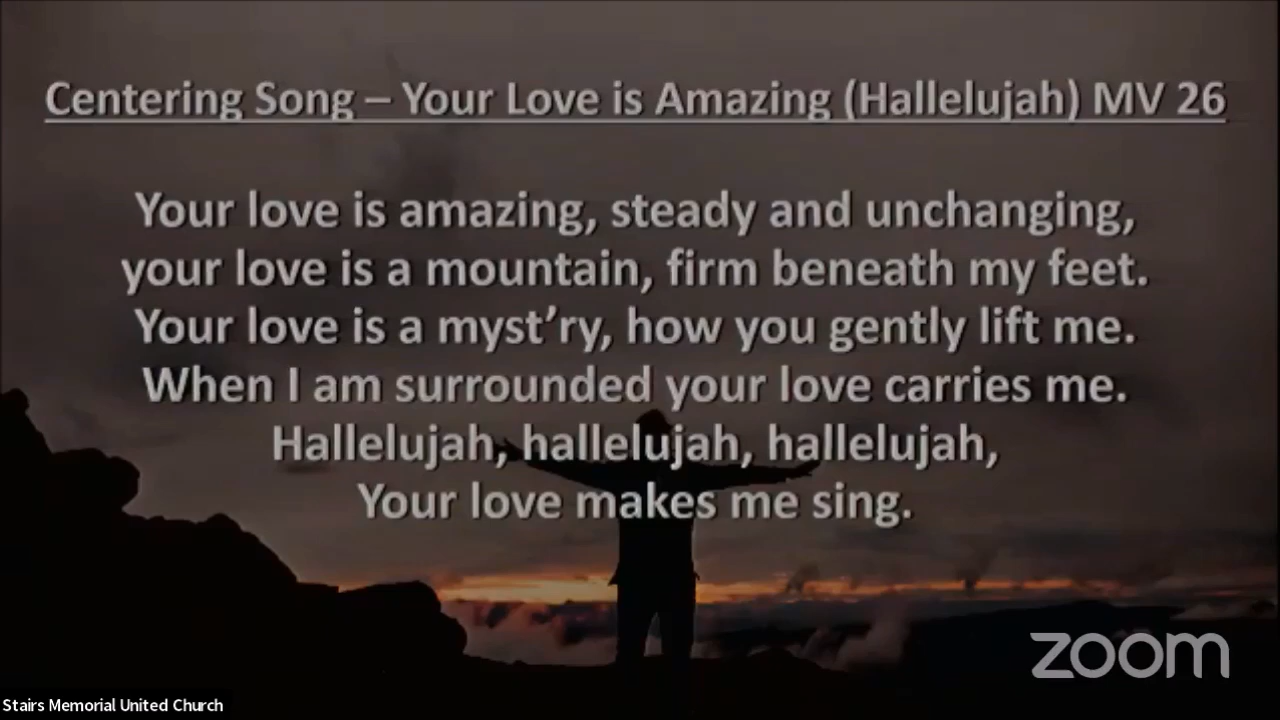 Centering Song – Your Love is Amazing (Hallelujah) MV 26
Your love is amazing, steady and unchanging,
your love is a mountain, firm beneath my feet.
Your love is a myst’ry, how you gently lift me.
When I am surrounded your love carries me.
Hallelujah, hallelujah, hallelujah,
Your love makes me sing.
zoom
Stairs Memorial United Church